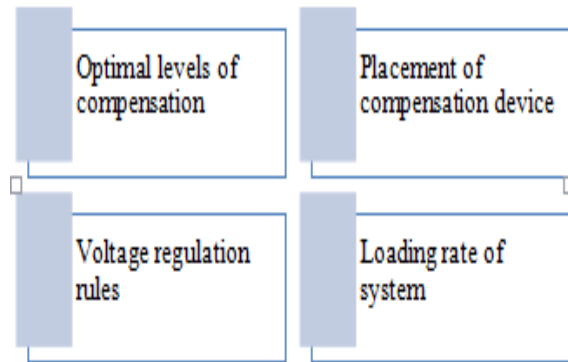 Optimal levels of
compensation
Placement of
compensation device
Voltage regulation
rules
Loading rate of
system